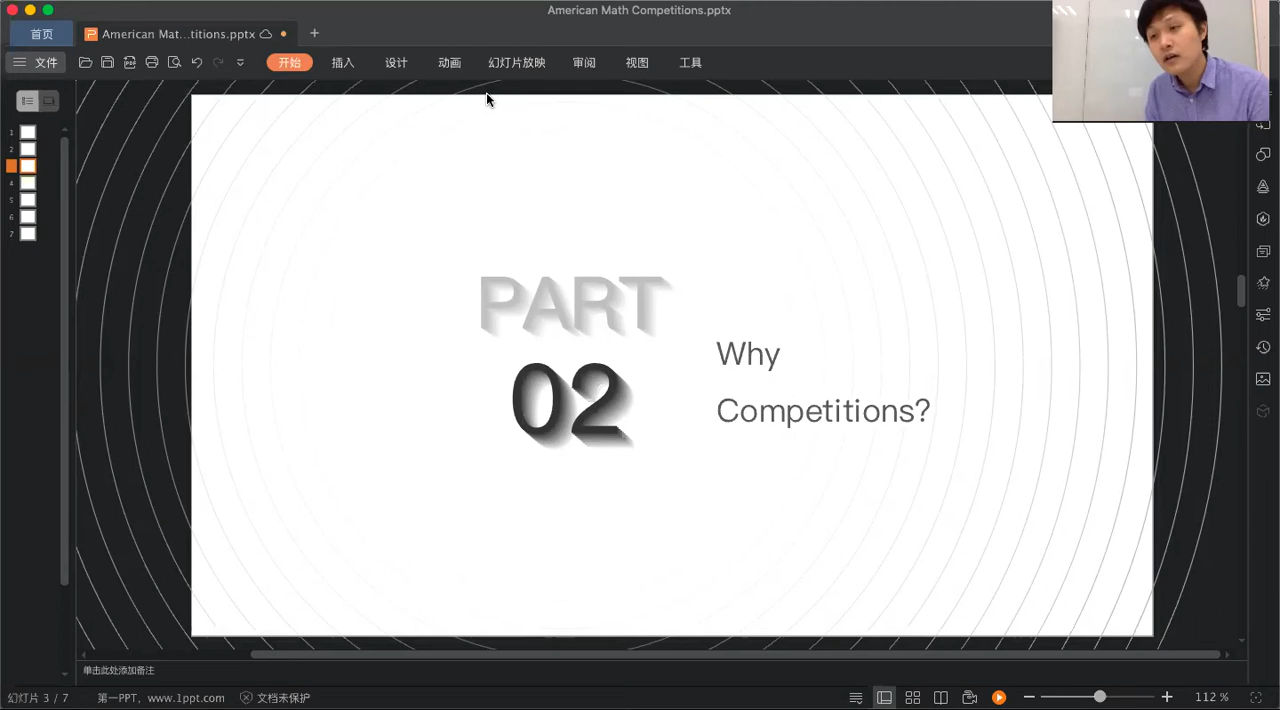 American Math Competitions.pptx
首页
American Mat...titions.pptx
文件
开始 插入 设计 动画 幻灯片放映 审阅 视图 工具
1
2
4
5
6
7
PART
02
Why
Competitions?
单击此处添加备注
幻灯片 3 / 7 第一PPT，www.1ppt.com 文档未保护 112 %